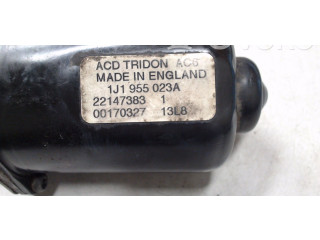 ACD TRIDON AC6
MADE IN ENGLAND
1J1 955 023A
22147383 1
00170327 13L8